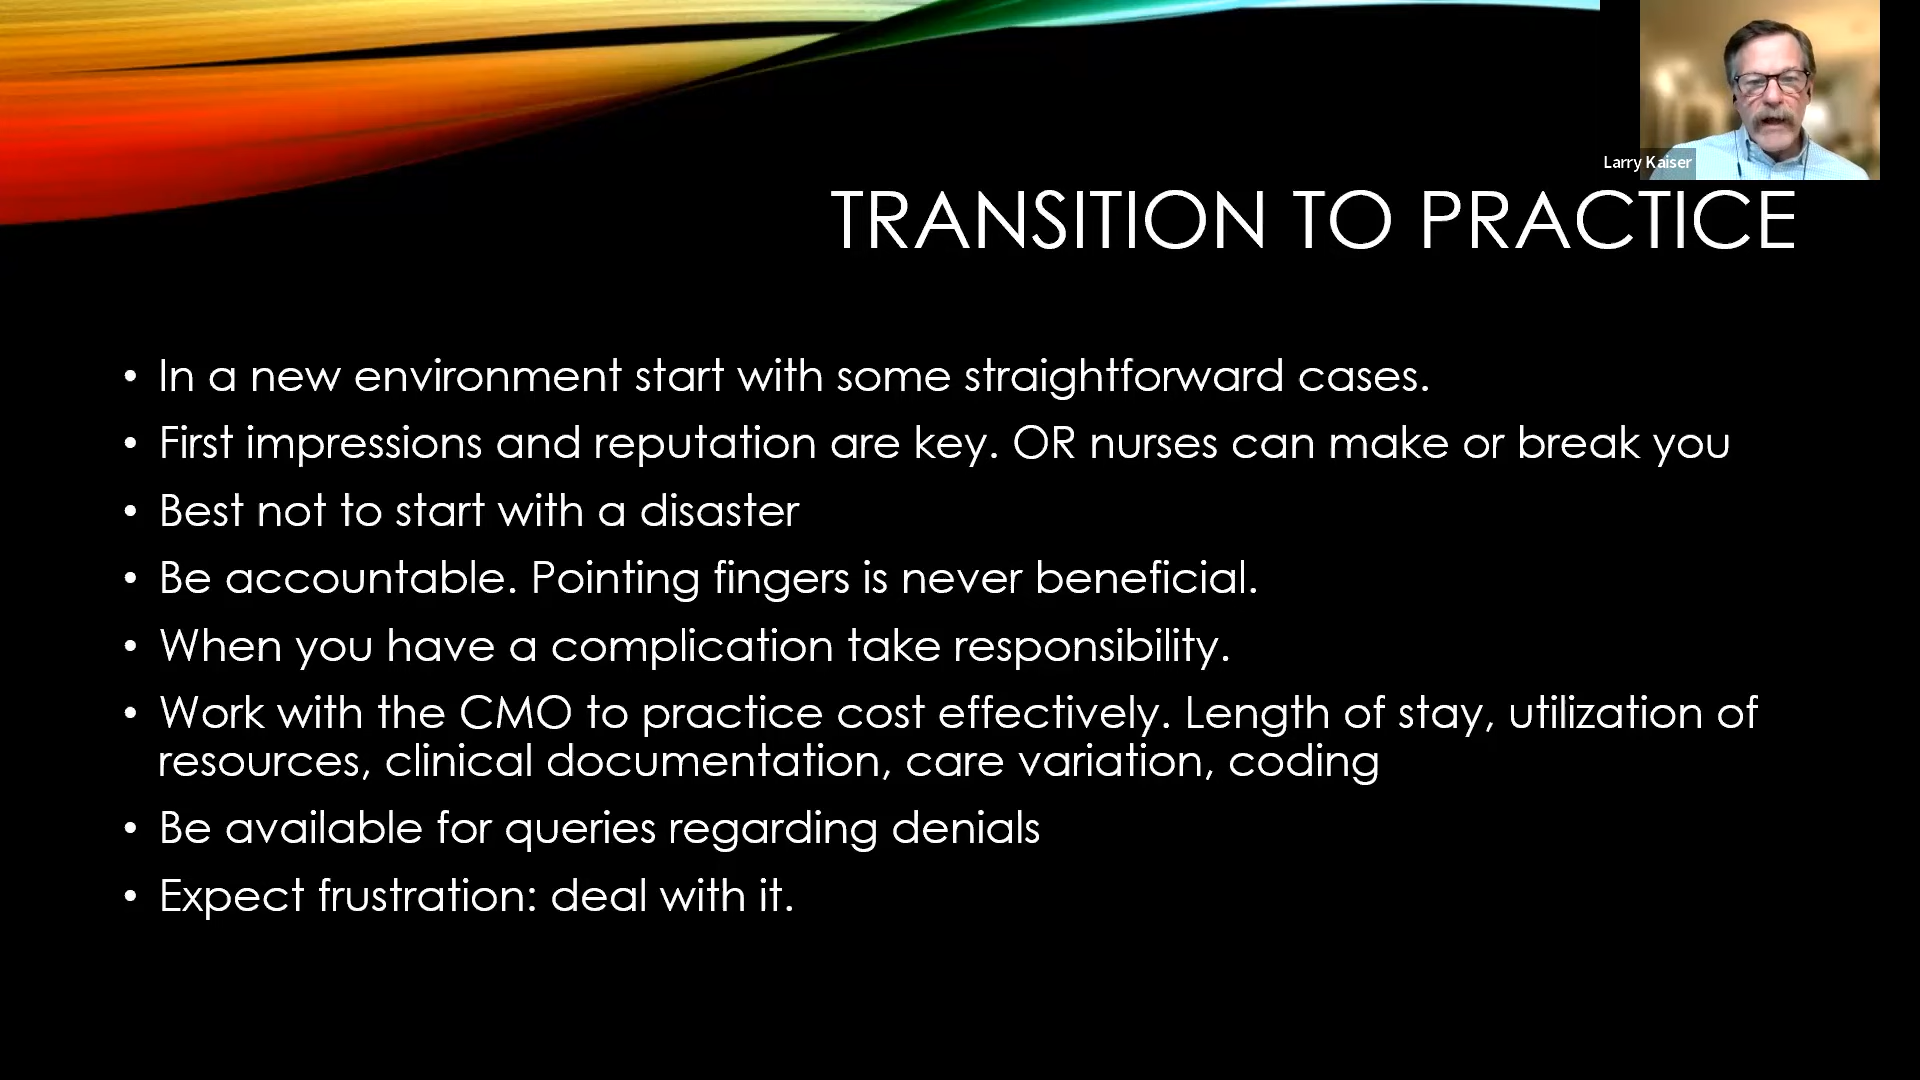 Larry Kaiser
TRANSITION TO PRACTICE
• In a new environment start with some straightforward cases.
• First impressions and reputation are key. OR nurses can make or break you
• Best not to start with a disaster
• Be accountable. Pointing fingers is never beneficial.
• When you have a complication take responsibility.
• Work with the CMO to practice cost effectively. Length of stay, utilization of
resources, clinical documentation, care variation, coding
• Be available for queries regarding denials
• Expect frustration: deal with it.